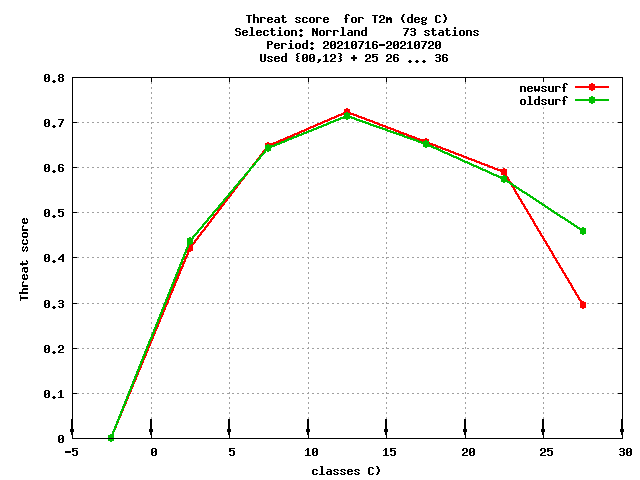 Threat score  for T2m (deg C)
Selection: Norrland     73 stations
Period: 20210716-20210720
Used {00,12} + 25 26 ... 36
newsurf
oldsurf
Threat score
0.8
0.7
0.6
0.5
0.4
0.3
0.2
0.1
0
-5 0 5 10 15 20 25 30
classes C)